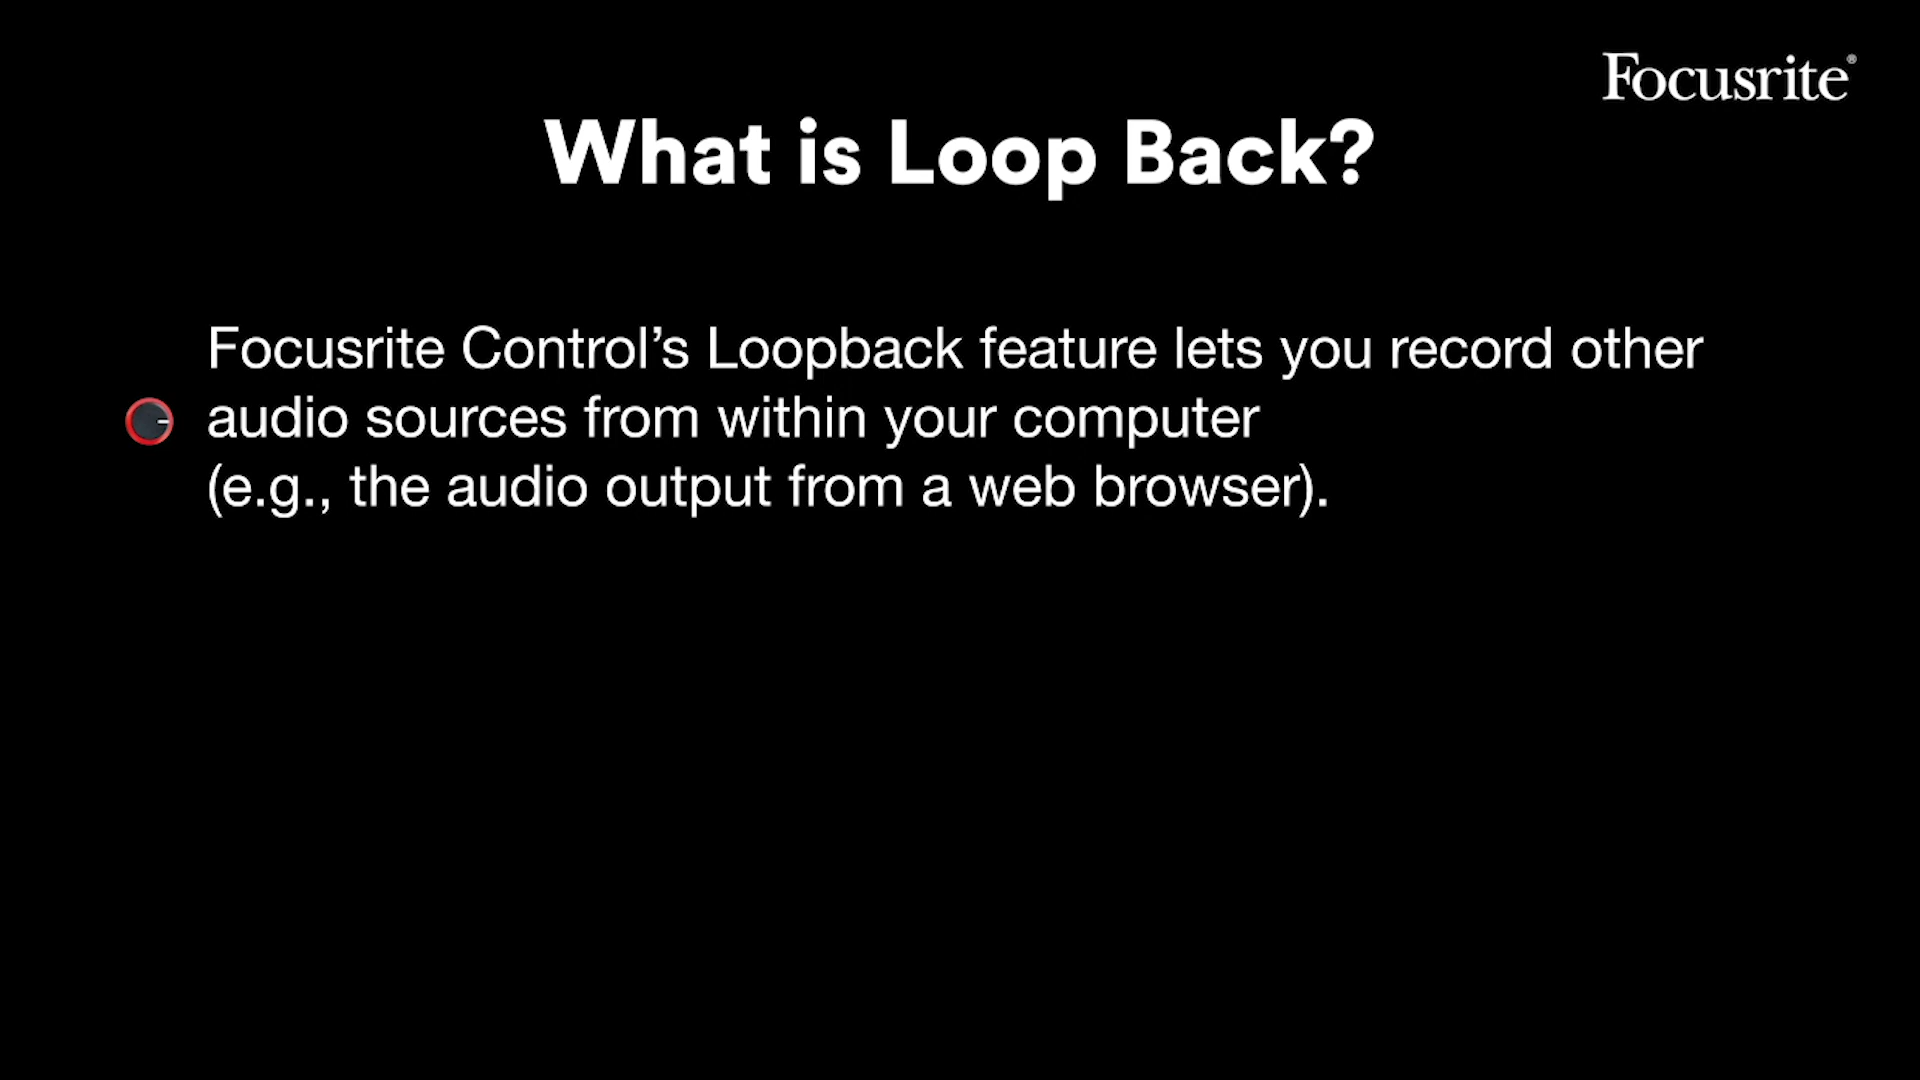 Focusrite®
What is Loop Back?
Focusrite Control’s Loopback feature lets you record other
audio sources from within your computer
(e.g., the audio output from a web browser).